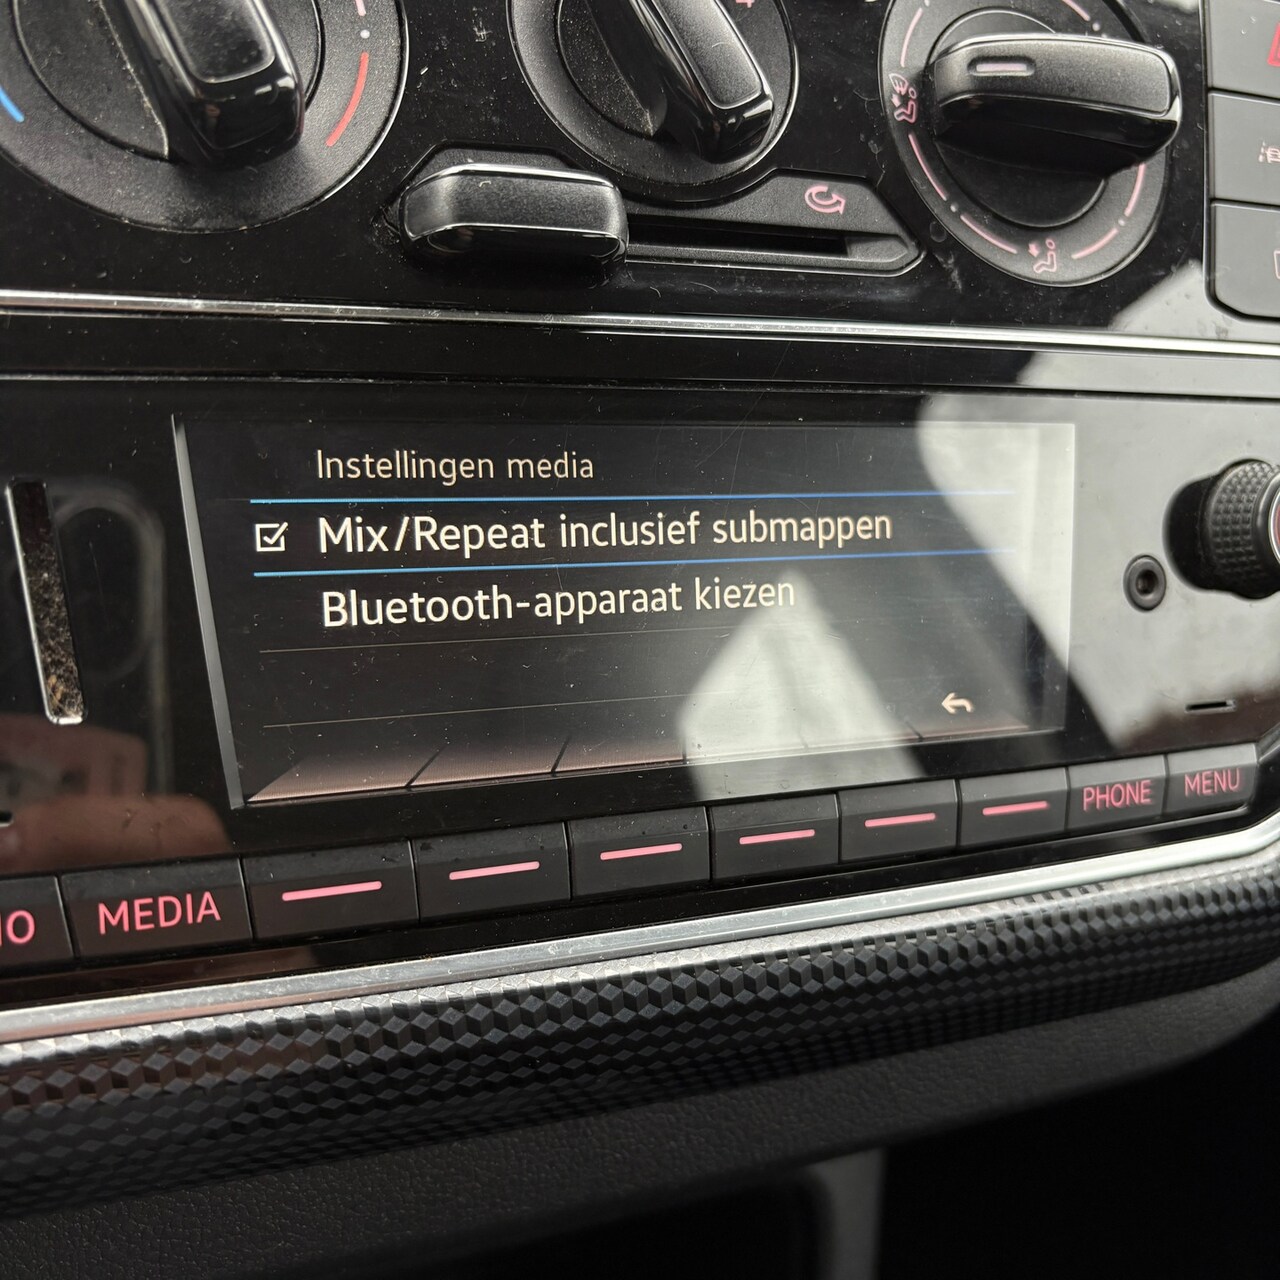 Instellingen media
Mix/Repeat inclusief submappen
Bluetooth-apparaat kiezen
MEDIA
PHONE
MENU